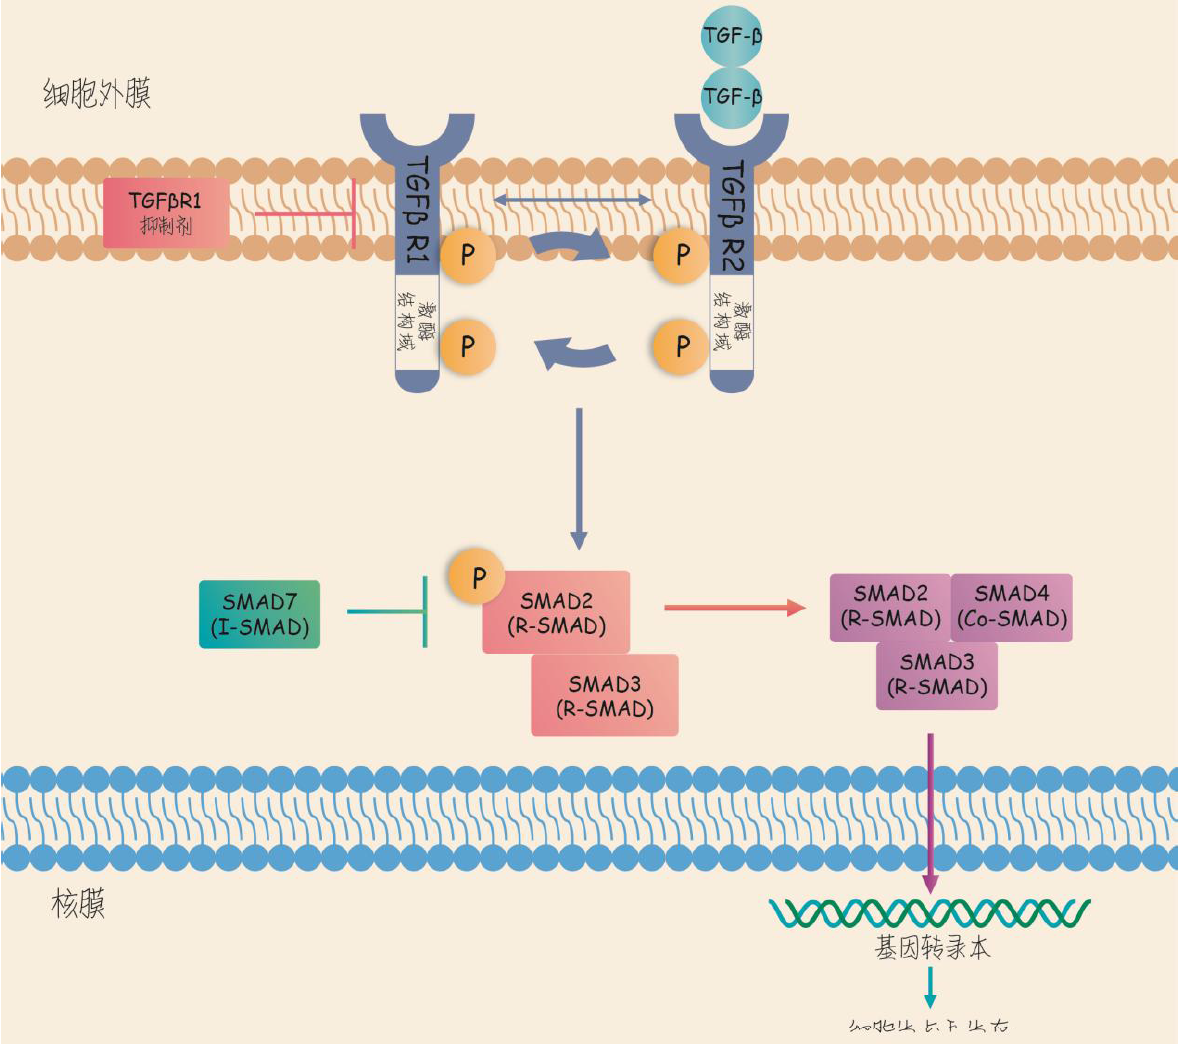 TGF-β
TGF-β
细胞外膜
TGFβR1
抑制剂
TGFβ R1
TGFβ R2
P
P
激酶
结构域
激酶
结构域
P
P
P
SMAD7
(I-SMAD)
SMAD2
(R-SMAD)
SMAD3
(R-SMAD)
SMAD2
(R-SMAD)
SMAD4
(Co-SMAD)
SMAD3
(R-SMAD)
核膜
基因转录本